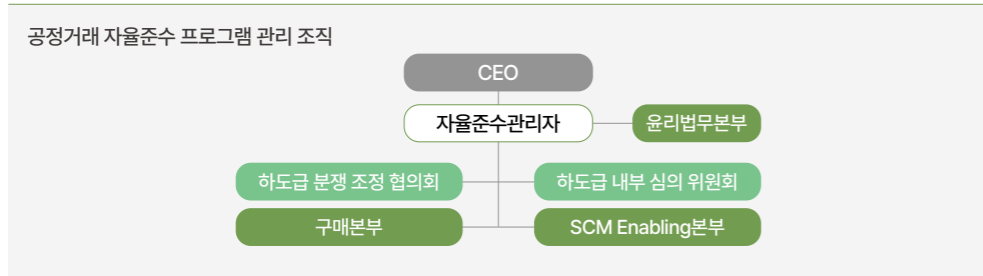 공정거래 자율준수 프로그램 관리 조직
CEO
자율준수관리자
윤리법무본부
하도급 분쟁 조정 협의회
하도급 내부 심의 위원회
구매본부
SCM Enabling본부